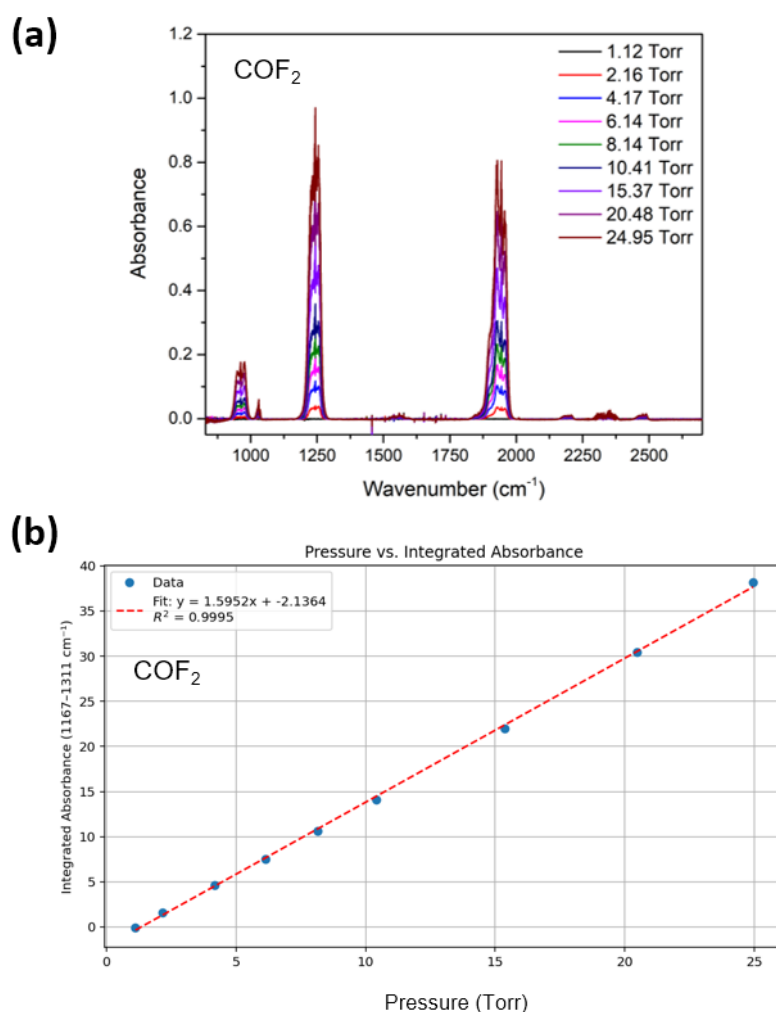 (a)
COF₂
1.12 Torr
2.16 Torr
4.17 Torr
6.14 Torr
8.14 Torr
10.41 Torr
15.37 Torr
20.48 Torr
24.95 Torr
1.2
1.0
0.8
0.6
0.4
0.2
0.0
Absorbance
1000 1250 1500 1750 2000 2250 2500
Wavenumber (cm⁻¹)
(b)
Pressure vs. Integrated Absorbance
Data
Fit: y = 1.5952x + -2.1364
R² = 0.9995
COF₂
40
35
30
25
20
15
10
5
0
Integrated Absorbance (1167–1311 cm⁻¹)
0 5 10 15 20 25
Pressure (Torr)